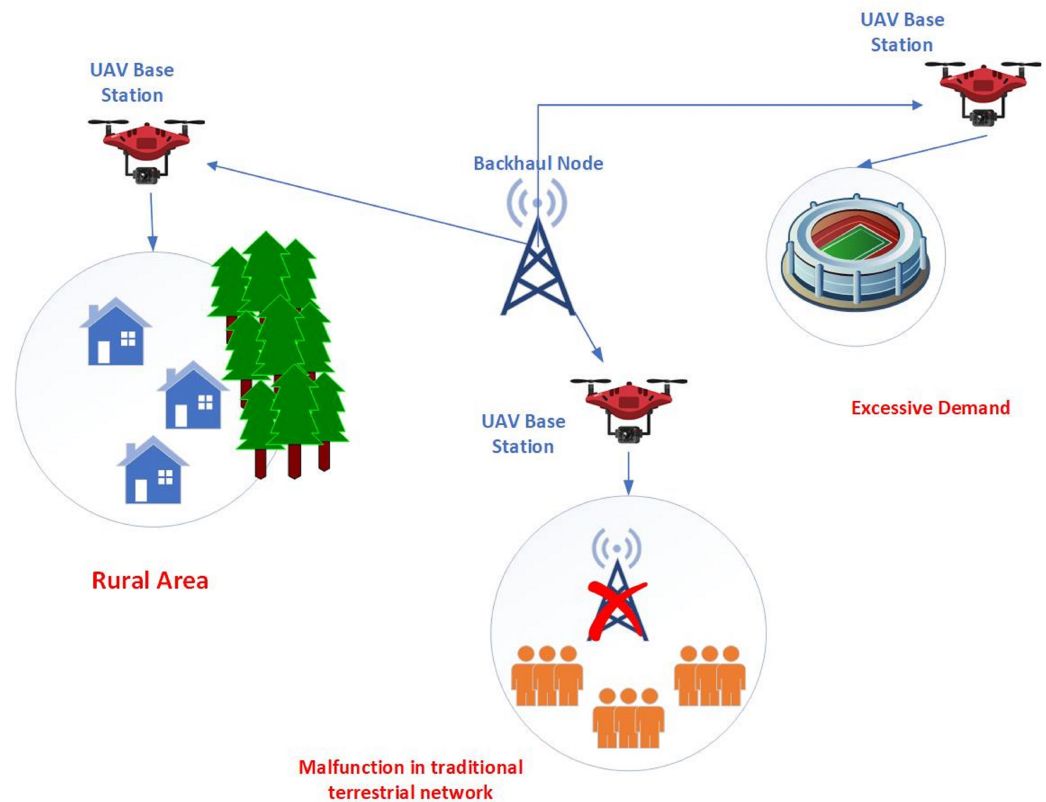 UAV Base
Station
UAV Base
Station
Backhaul Node
UAV Base
Station
Excessive Demand
Rural Area
Malfunction in traditional
terrestrial network